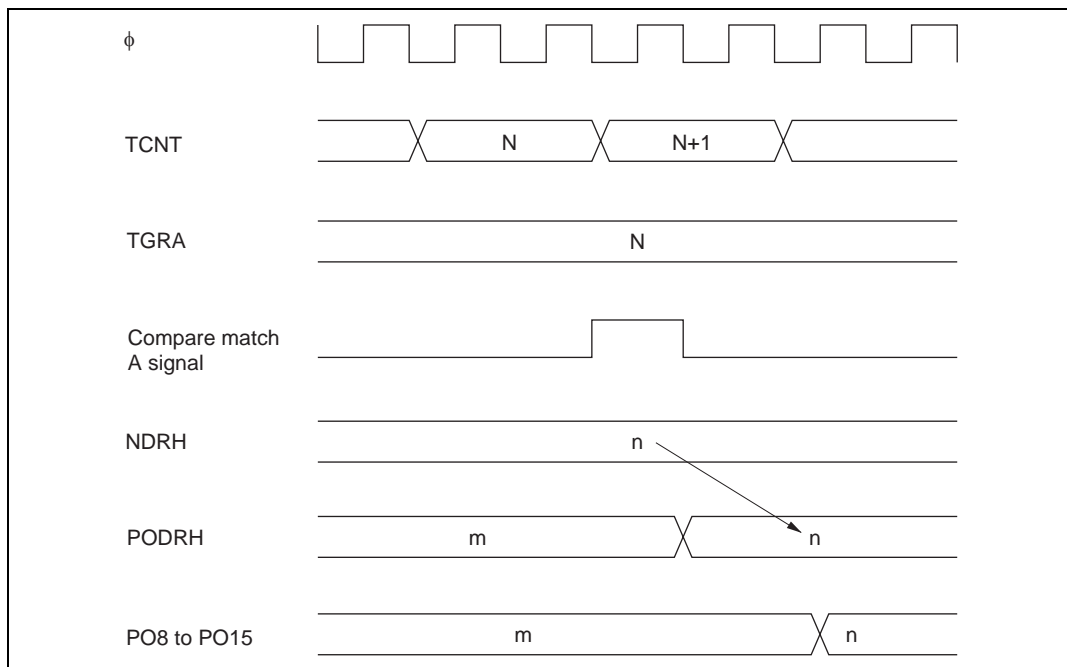 ϕ
TCNT
N
N+1
TGRA
N
Compare match
A signal
NDRH
n
PODRH
m
n
PO8 to PO15
m
n